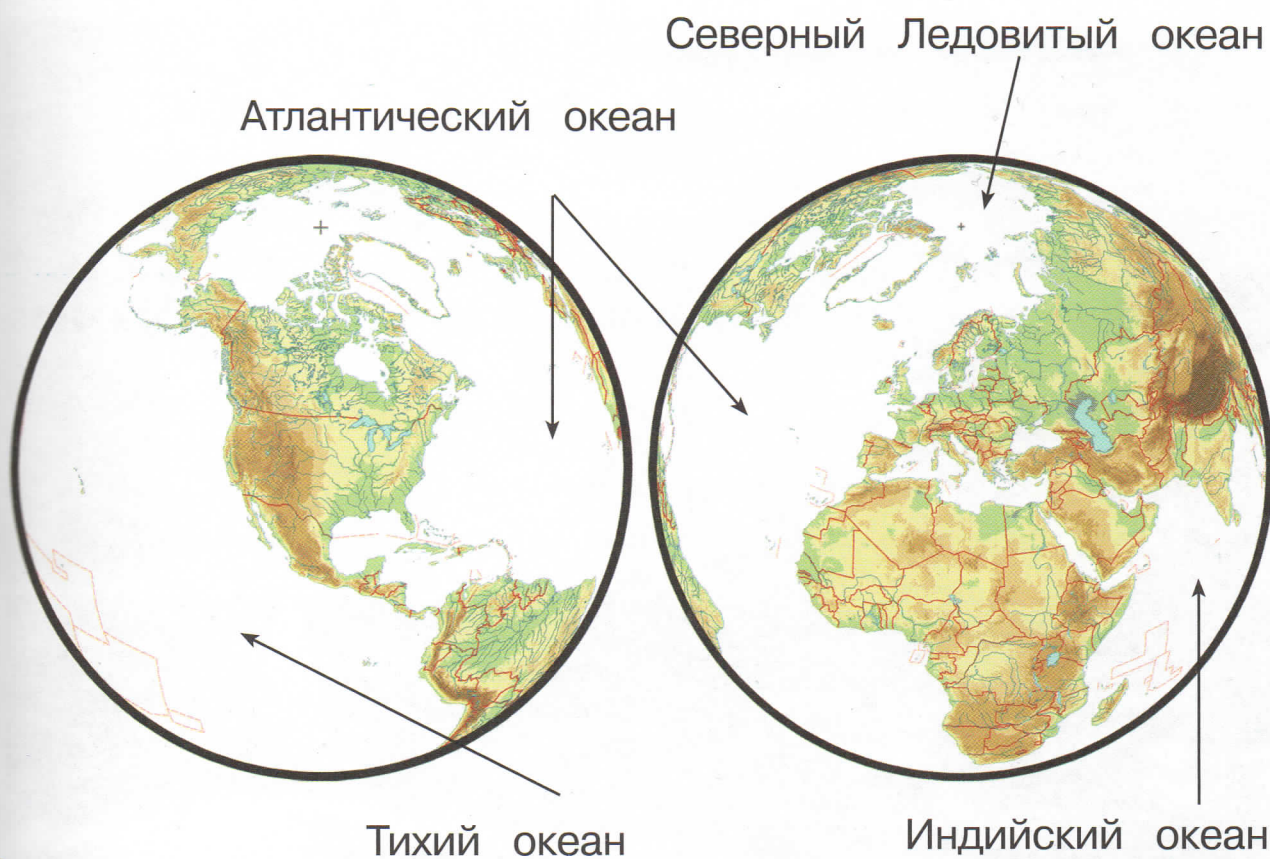 Северный Ледовитый океан
Атлантический океан
Тихий океан
Индийский океан